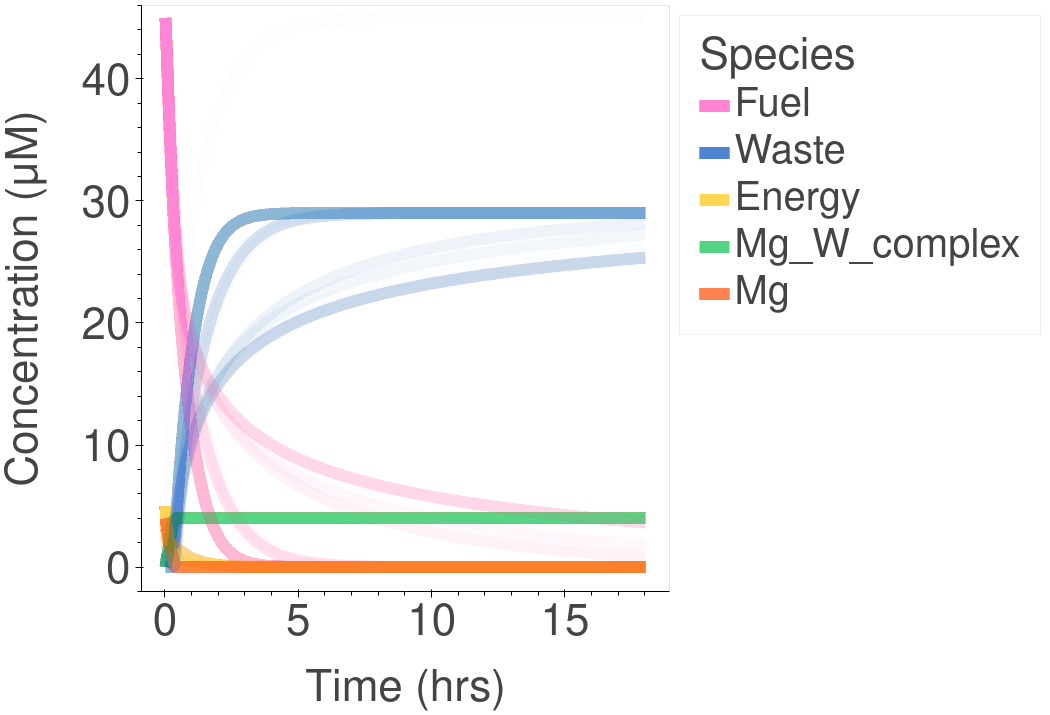 Concentration (µM)
40
30
20
10
0
0 5 10 15
Time (hrs)
Species
Fuel
Waste
Energy
Mg_W_complex
Mg